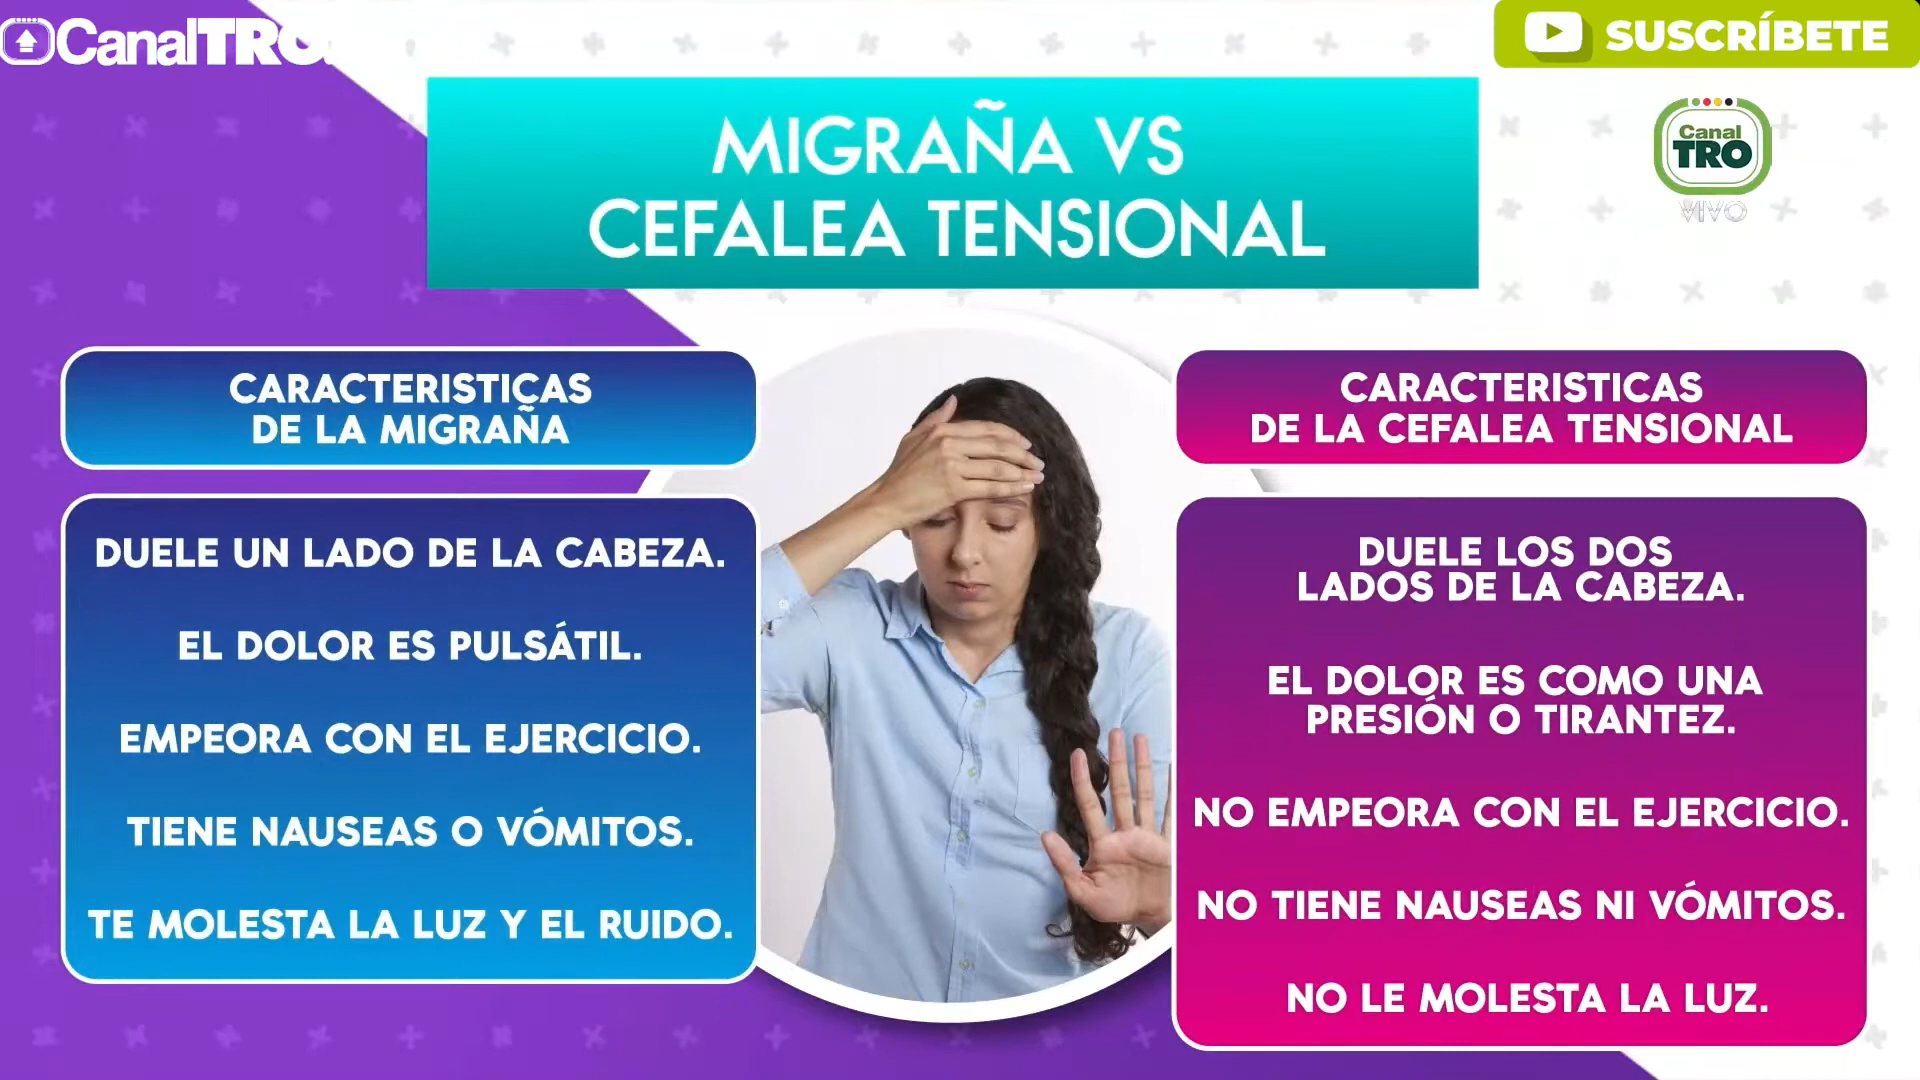 CanalTRO
SUSCRÍBETE
MIGRAÑA VS
CEFALEA TENSIONAL
Canal
TRO
VIVO
CARACTERISTICAS
DE LA MIGRAÑA
DUELE UN LADO DE LA CABEZA.
EL DOLOR ES PULSÁTIL.
EMPEORA CON EL EJERCICIO.
TIENE NAUSEAS O VÓMITOS.
TE MOLESTA LA LUZ Y EL RUIDO.
CARACTERISTICAS
DE LA CEFALEA TENSIONAL
DUELE LOS DOS
LADOS DE LA CABEZA.
EL DOLOR ES COMO UNA
PRESIÓN O TIRANTEZ.
NO EMPEORA CON EL EJERCICIO.
NO TIENE NAUSEAS NI VÓMITOS.
NO LE MOLESTA LA LUZ.